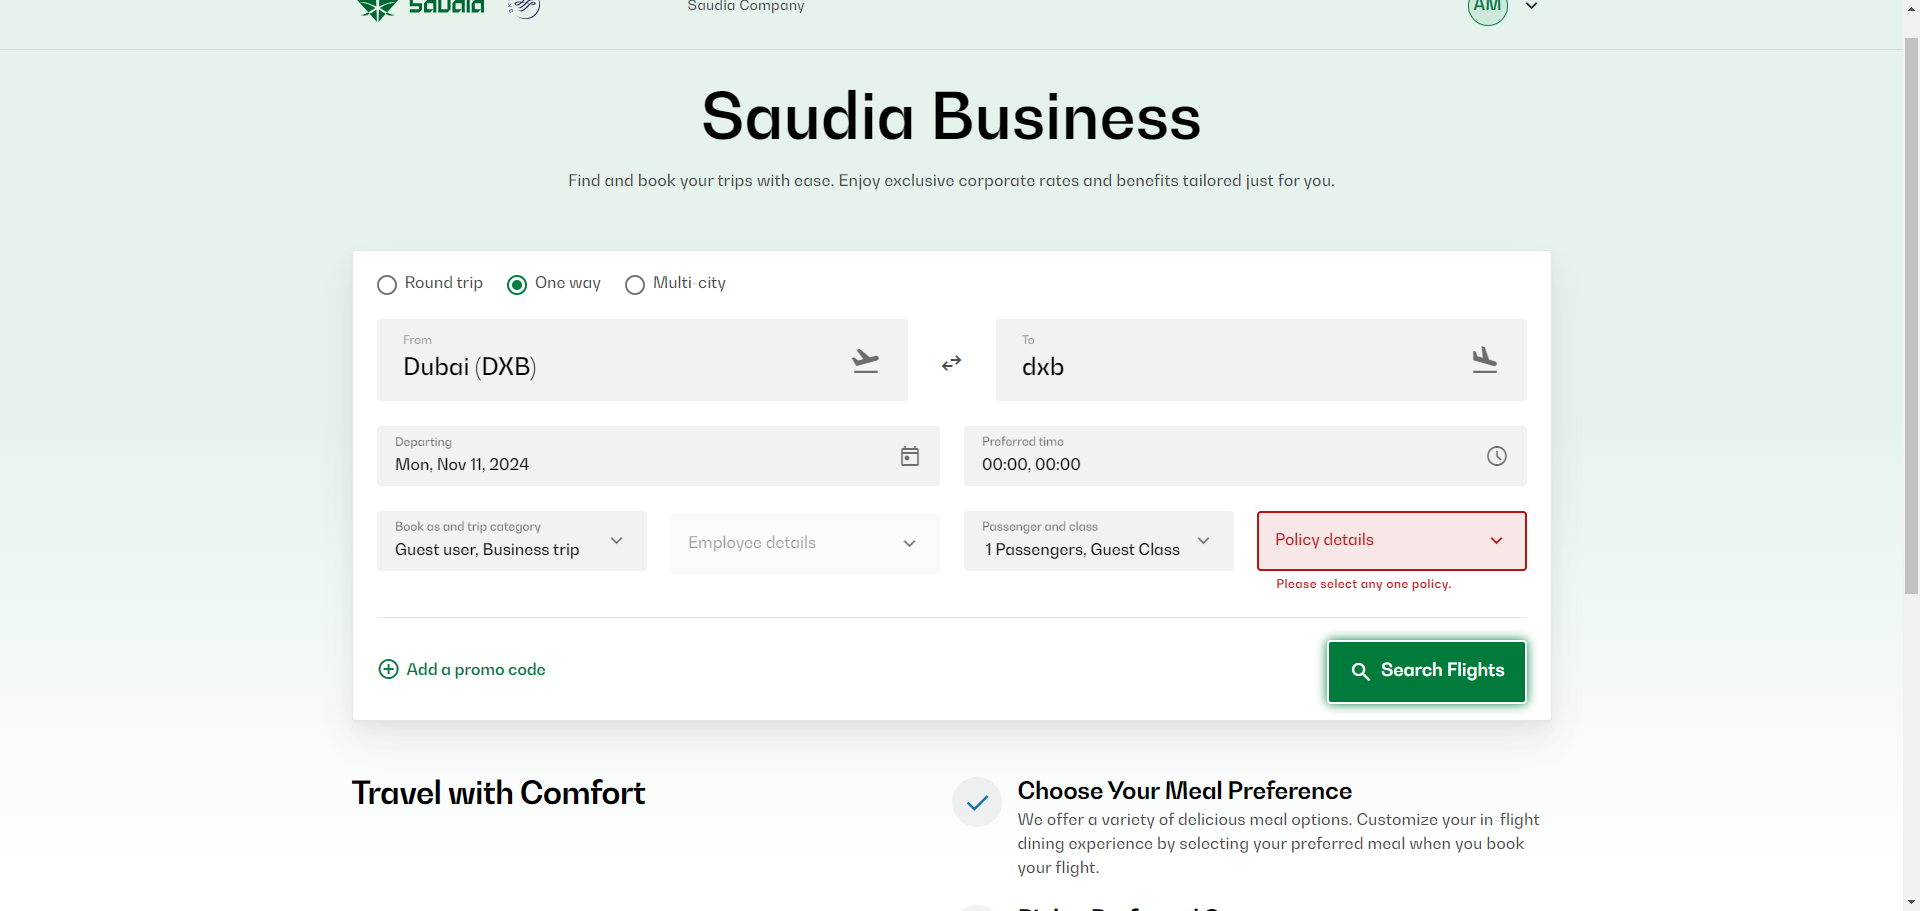 saudia
Saudia Company
AM
Saudia Business
Find and book your trips with ease. Enjoy exclusive corporate rates and benefits tailored just for you.
Round trip
One way
Multi-city
From
Dubai (DXB)
To
dxb
Departing
Mon, Nov 11, 2024
Preferred time
00:00, 00:00
Book as and trip category
Guest user, Business trip
Employee details
Passenger and class
1 Passengers, Guest Class
Policy details
Please select any one policy.
Add a promo code
Search Flights
Travel with Comfort
Choose Your Meal Preference
We offer a variety of delicious meal options. Customize your in-flight
dining experience by selecting your preferred meal when you book
your flight.